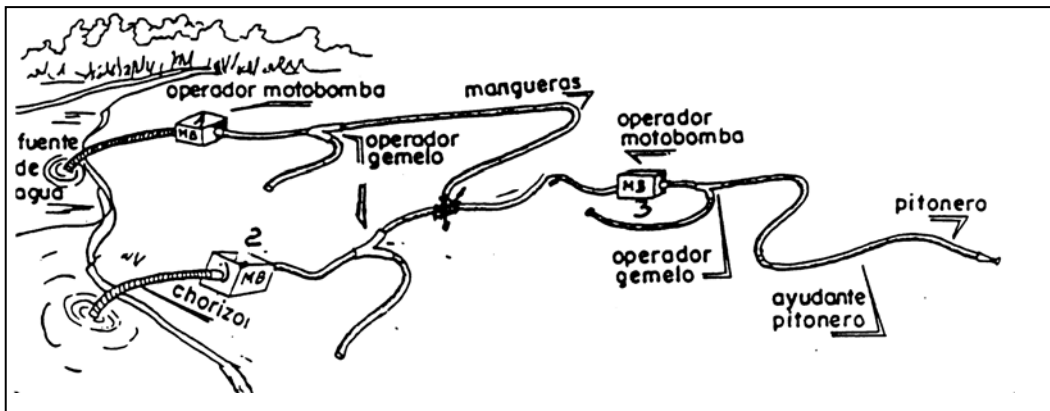 operador motobomba
mangueras
fuente
de
agua
1
MB
operador
gemelo
operador
motobomba
MB
3
pitonero
2
MB
chorizo
operador
gemelo
ayudante
pitonero